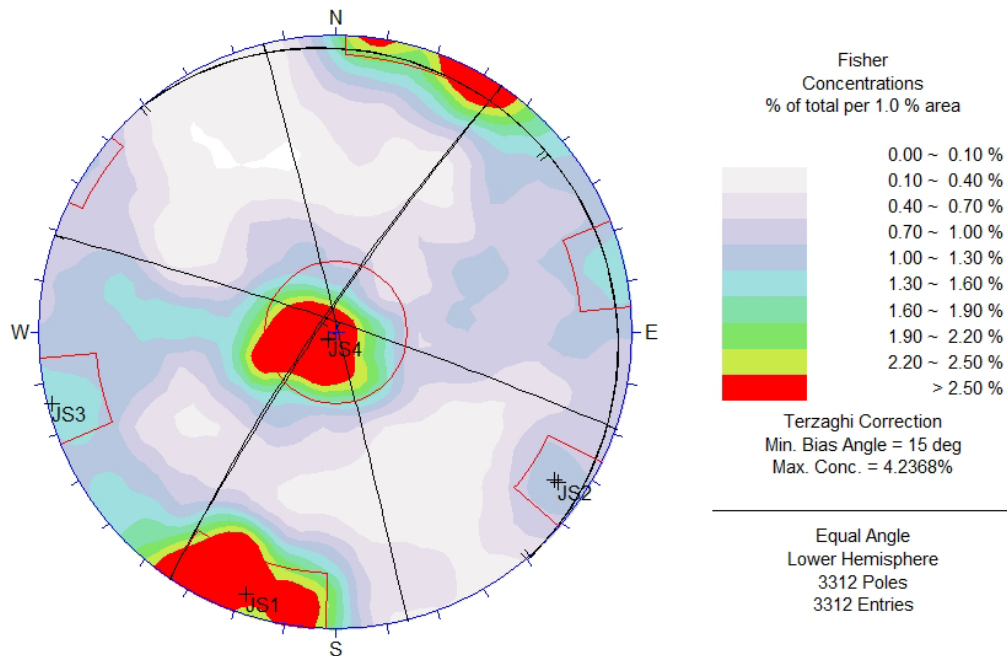 N
W
E
S
JS4
JS3
JS2
JS1
Fisher
Concentrations
% of total per 1.0 % area
0.00 ~ 0.10 %
0.10 ~ 0.40 %
0.40 ~ 0.70 %
0.70 ~ 1.00 %
1.00 ~ 1.30 %
1.30 ~ 1.60 %
1.60 ~ 1.90 %
1.90 ~ 2.20 %
2.20 ~ 2.50 %
> 2.50 %
Terzaghi Correction
Min. Bias Angle = 15 deg
Max. Conc. = 4.2368%
Equal Angle
Lower Hemisphere
3312 Poles
3312 Entries